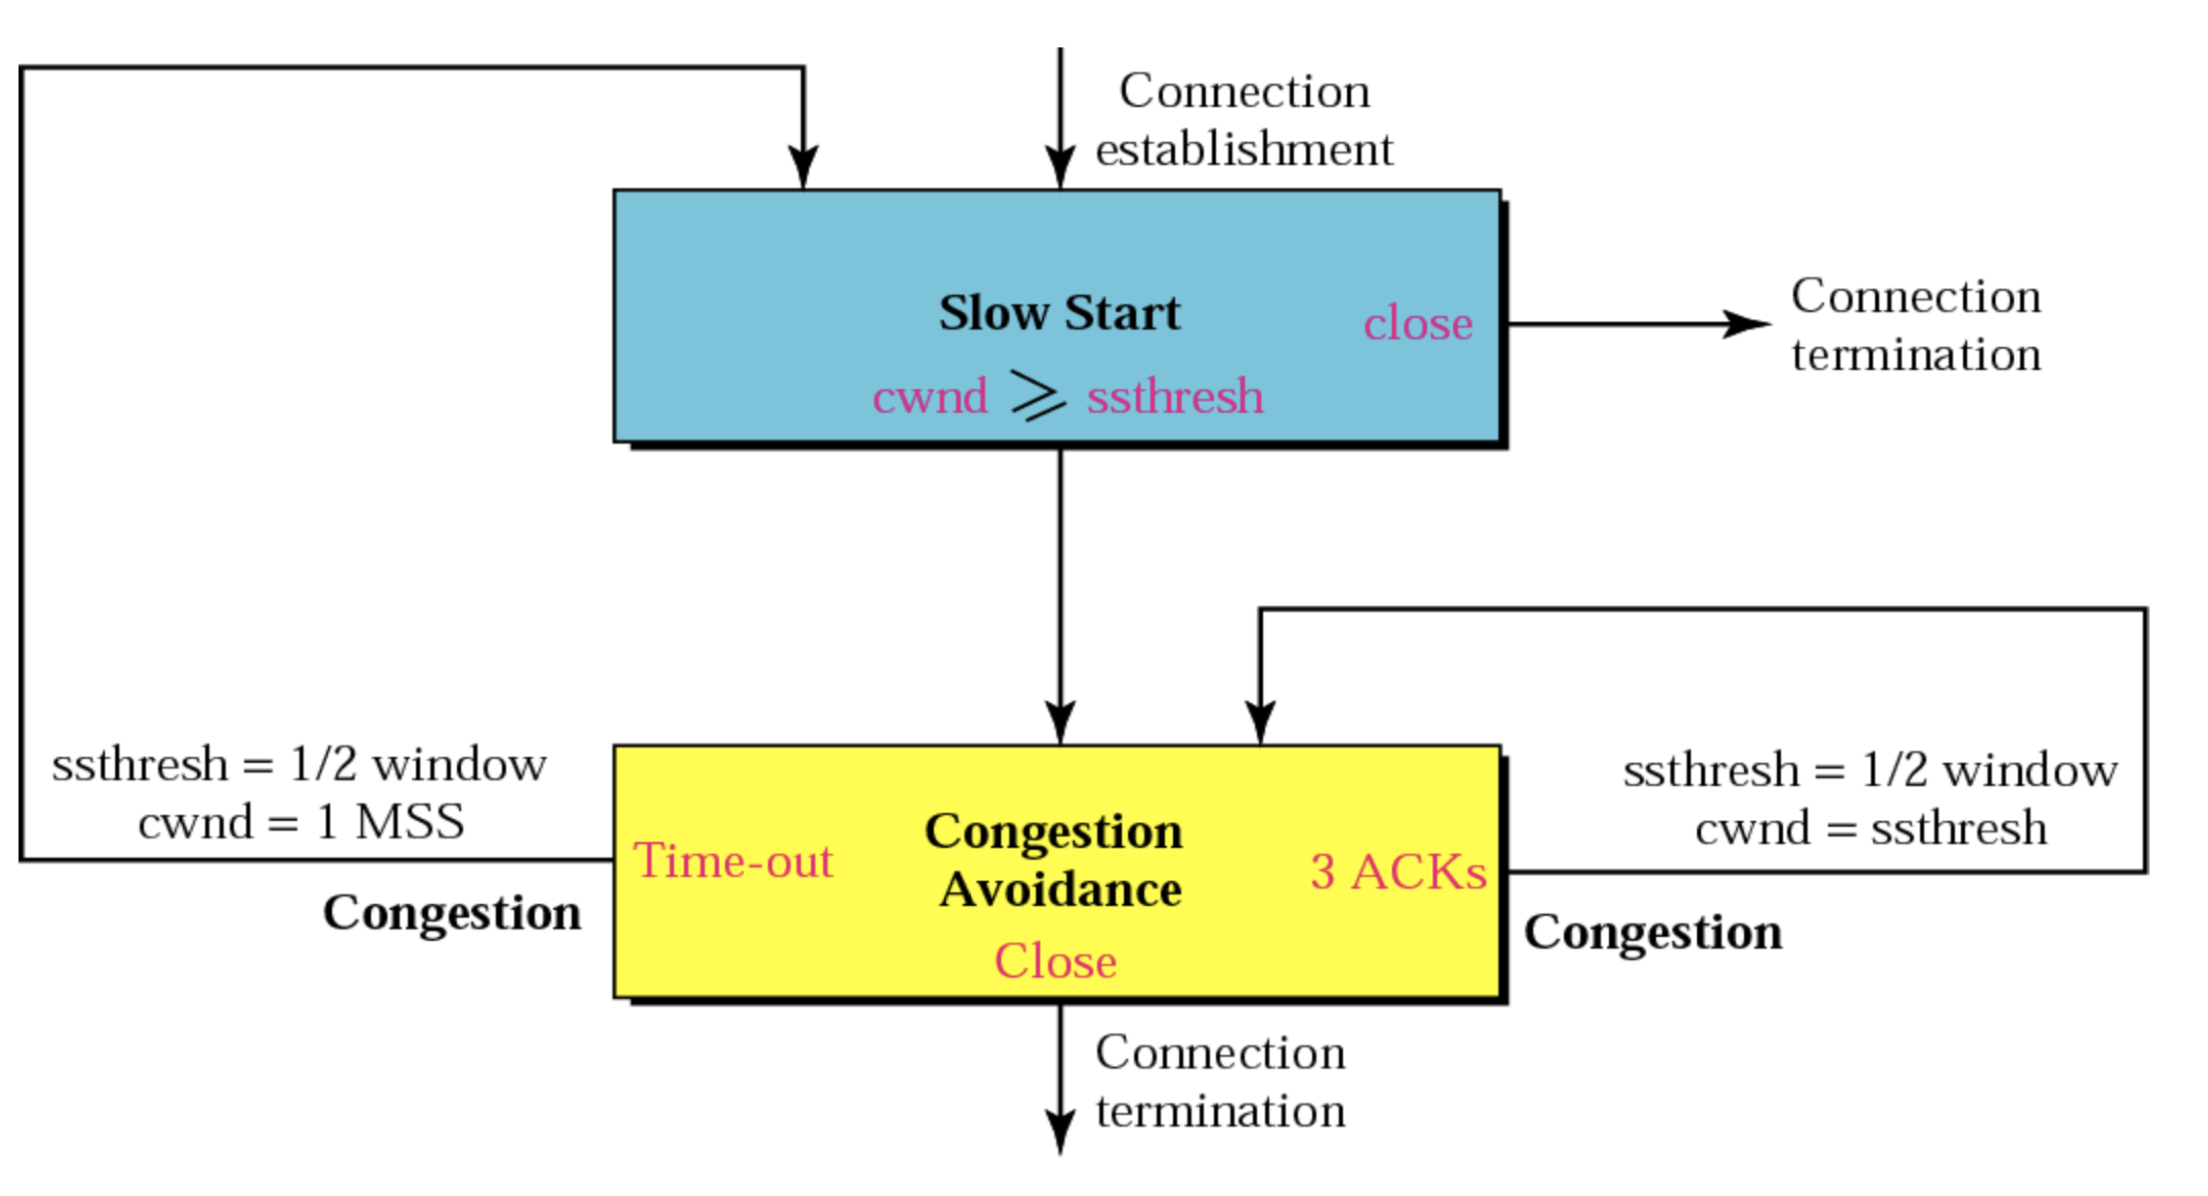 Connection
establishment
Slow Start
close
cwnd ⩾ ssthresh
Connection
termination
ssthresh = 1/2 window
cwnd = 1 MSS
Congestion
Time-out
Congestion
Avoidance
3 ACKs
Close
ssthresh = 1/2 window
cwnd = ssthresh
Congestion
Connection
termination